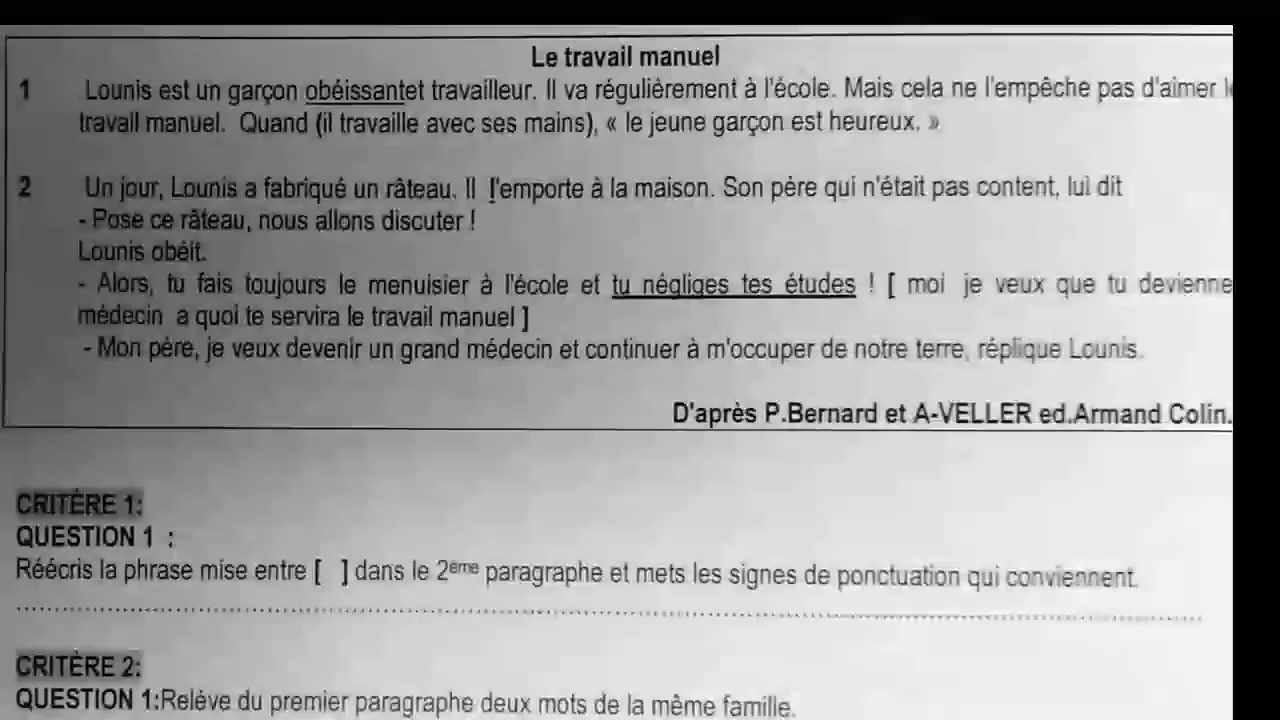 Le travail manuel
1 Lounis est un garçon obéissantet travailleur. Il va régulièrement à l'école. Mais cela ne l'empêche pas d'aimer
travail manuel. Quand (il travaille avec ses mains), « le jeune garçon est heureux. »
2 Un jour, Lounis a fabriqué un râteau. Il l'emporte à la maison. Son père qui n'était pas content, lui dit
- Pose ce râteau, nous allons discuter !
Lounis obéit.
- Alors, tu fais toujours le menuisier à l'école et tu négliges tes études ! [ moi je veux que tu devienne
médecin a quoi te servira le travail manuel ]
- Mon père, je veux devenir un grand médecin et continuer à m'occuper de notre terre, réplique Lounis.
D'après P.Bernard et A-VELLER ed.Armand Colin.
CRITÈRE 1:
QUESTION 1 :
Réécris la phrase mise entre [ ] dans le 2ème paragraphe et mets les signes de ponctuation qui conviennent.
CRITÈRE 2:
QUESTION 1:Relève du premier paragraphe deux mots de la même famille.